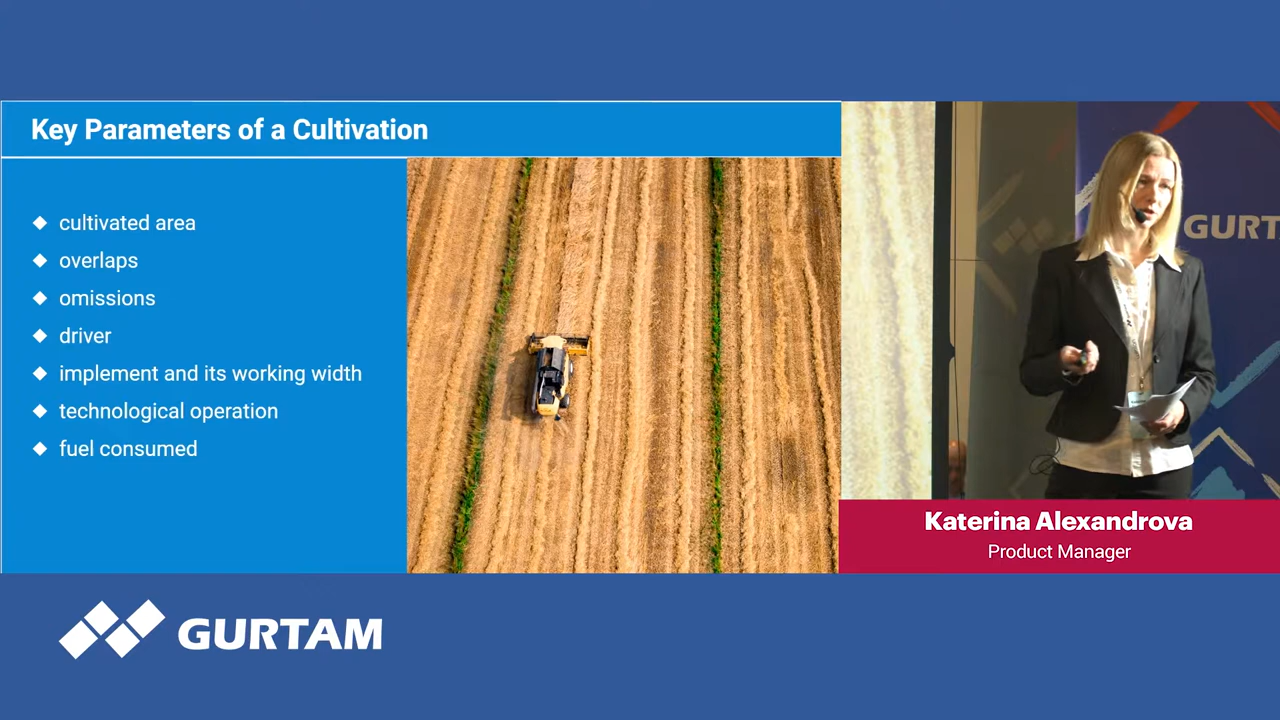 Key Parameters of a Cultivation
cultivated area
overlaps
omissions
driver
implement and its working width
technological operation
fuel consumed
GURT
Katerina Alexandrova
Product Manager
GURTAM